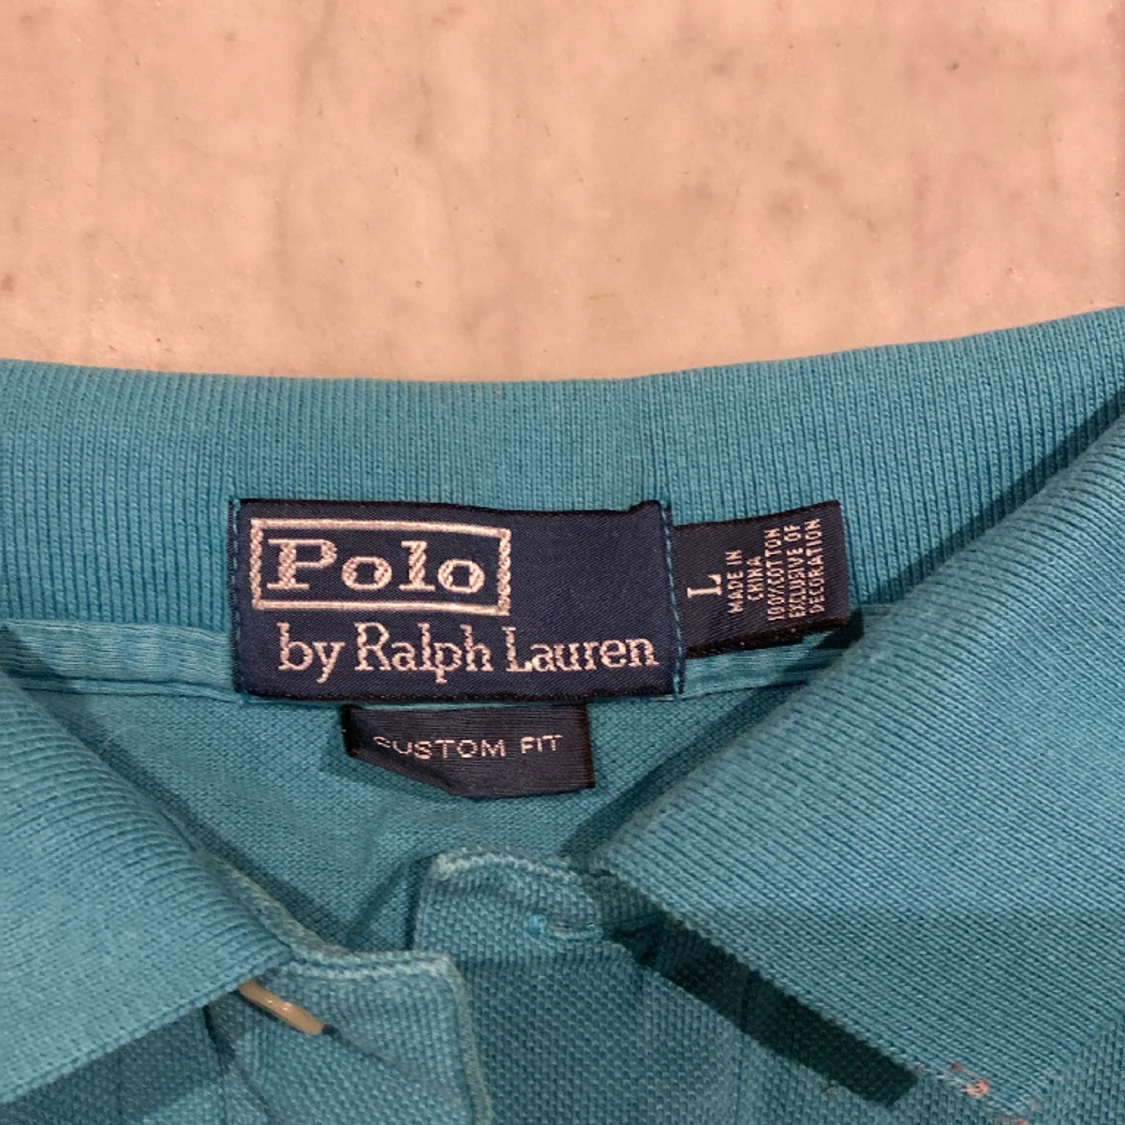 Polo
by Ralph Lauren
L
MADE IN
CHINA
100% COTTON
EXCLUSIVE OF
DECORATION
CUSTOM FIT